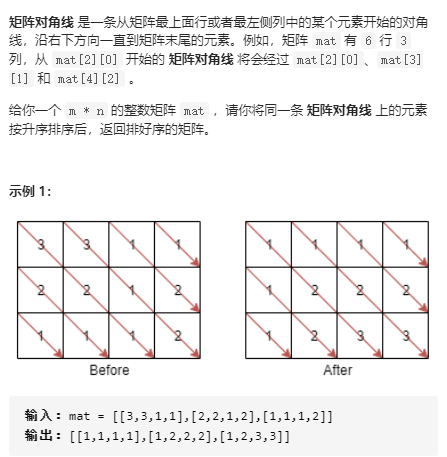 矩阵对角线 是一条从矩阵最上面行或者最左侧列中的某个元素开始的对角
线，沿右下方向一直到矩阵末尾的元素。例如，矩阵 mat 有 6 行 3
列，从 mat[2][0] 开始的 矩阵对角线 将会经过 mat[2][0]、mat[3]
[1] 和 mat[4][2] 。
给你一个 m * n 的整数矩阵 mat ，请你将同一条 矩阵对角线 上的元素
按升序排序后，返回排好序的矩阵。
示例 1：
3 3 1 1
2 2 1 2
1 1 1 2
Before
1 1 1 1
1 2 2 2
1 2 3 3
After
输入：mat = [[3,3,1,1],[2,2,1,2],[1,1,1,2]]
输出：[[1,1,1,1],[1,2,2,2],[1,2,3,3]]